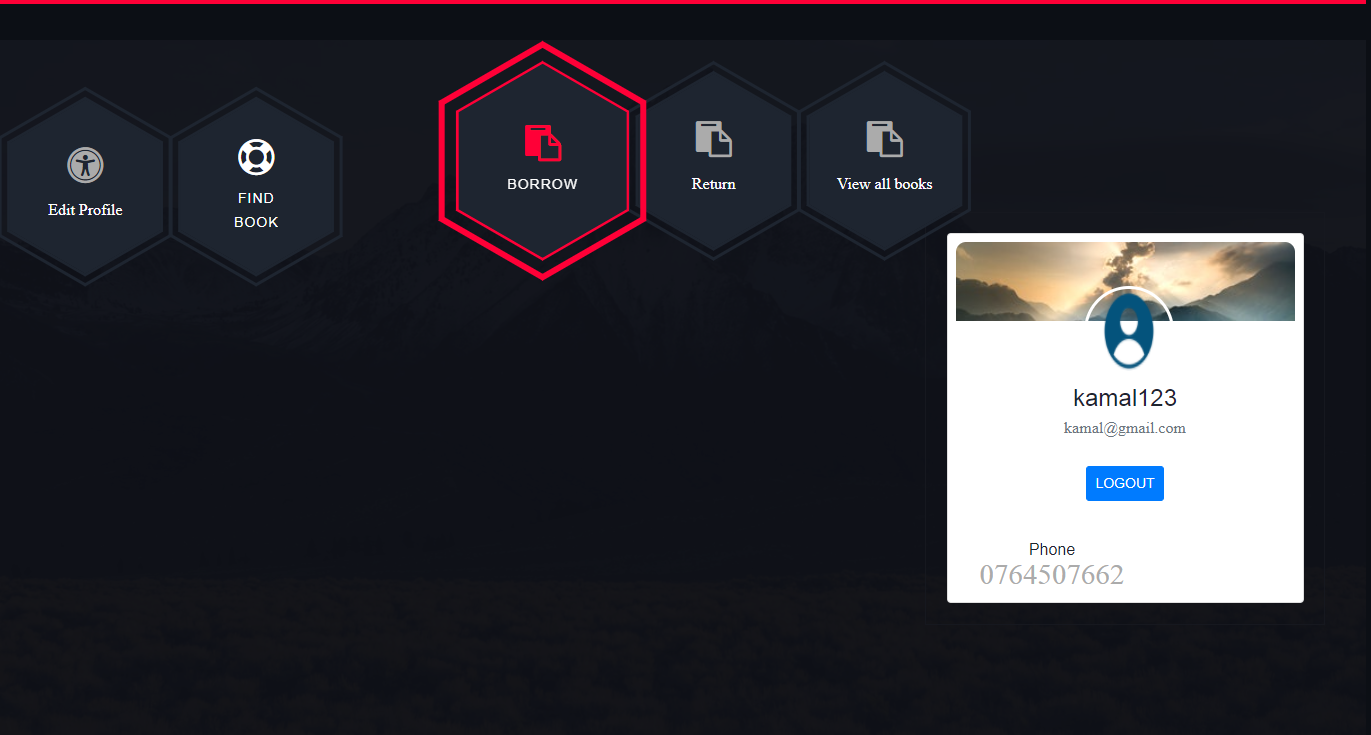 Edit Profile
FIND
BOOK
BORROW
Return
View all books
kamal123
kamal@gmail.com
LOGOUT
Phone
0764507662